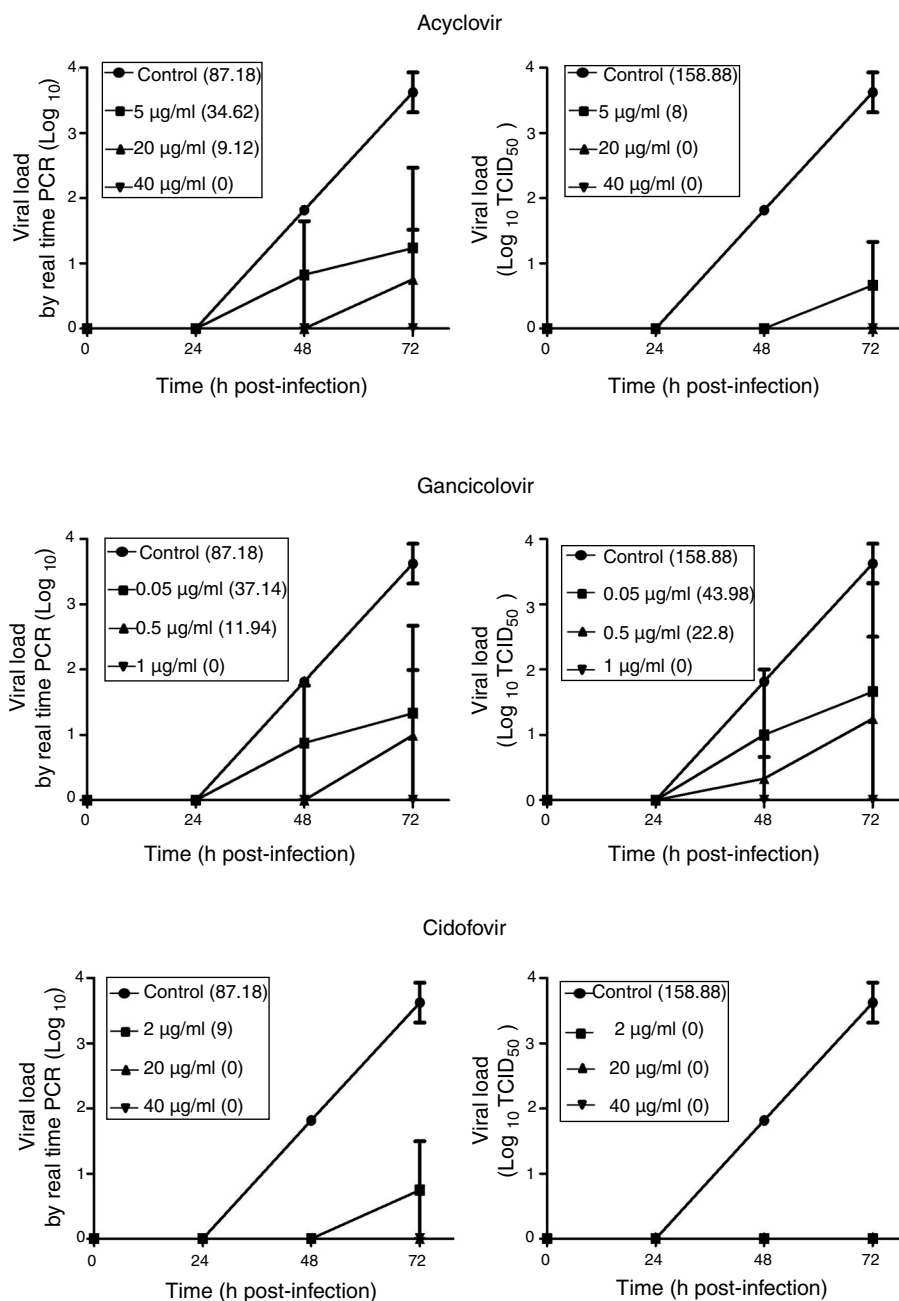 Acyclovir
Viral load
by real time PCR (Log 10)
4
3
2
1
0
Control (87.18)
5 µg/ml (34.62)
20 µg/ml (9.12)
40 µg/ml (0)
0 24 48 72
Time (h post-infection)
Viral load
(Log 10 TCID50)
4
3
2
1
0
Control (158.88)
5 µg/ml (8)
20 µg/ml (0)
40 µg/ml (0)
0 24 48 72
Time (h post-infection)
Gancicolovir
Viral load
by real time PCR (Log 10)
4
3
2
1
0
Control (87.18)
0.05 µg/ml (37.14)
0.5 µg/ml (11.94)
1 µg/ml (0)
0 24 48 72
Time (h post-infection)
Viral load
(Log 10 TCID50)
4
3
2
1
0
Control (158.88)
0.05 µg/ml (43.98)
0.5 µg/ml (22.8)
1 µg/ml (0)
0 24 48 72
Time (h post-infection)
Cidofovir
Viral load
by real time PCR (Log 10)
4
3
2
1
0
Control (87.18)
2 µg/ml (9)
20 µg/ml (0)
40 µg/ml (0)
0 24 48 72
Time (h post-infection)
Viral load
(Log 10 TCID50)
4
3
2
1
0
Control (158.88)
2 µg/ml (0)
20 µg/ml (0)
40 µg/ml (0)
0 24 48 72
Time (h post-infection)